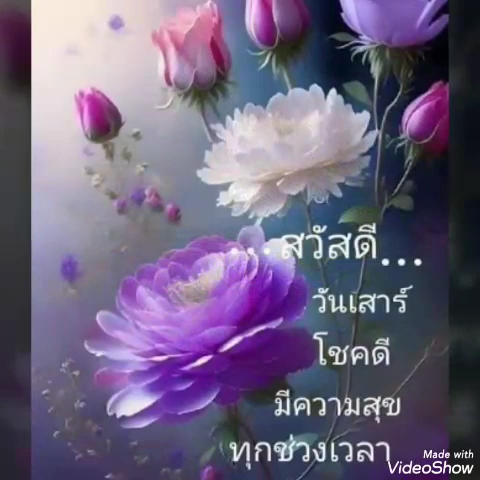 ...สวัสดี...
วันเสาร์
โชคดี
มีความสุข
ทุกช่วงเวลา
Made with
VideoShow